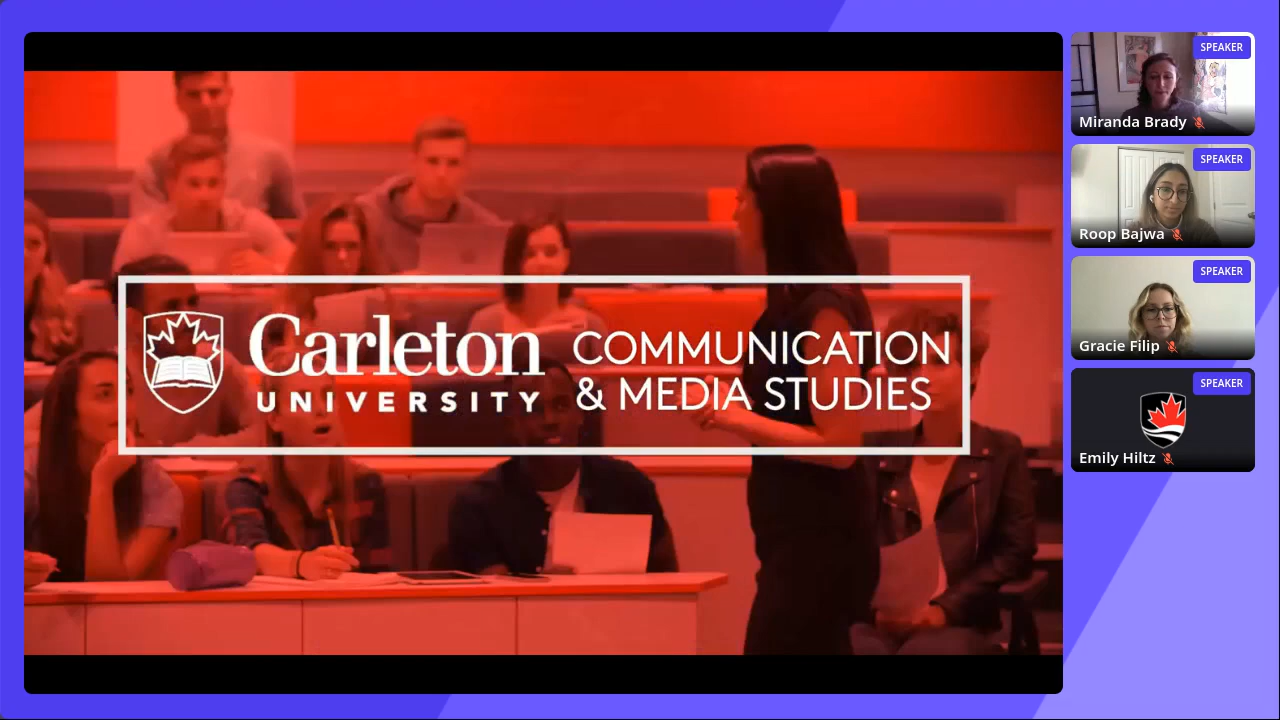 Carleton
UNIVERSITY
COMMUNICATION
& MEDIA STUDIES
SPEAKER
Miranda Brady
SPEAKER
Roop Bajwa
SPEAKER
Gracie Filip
SPEAKER
Emily Hiltz